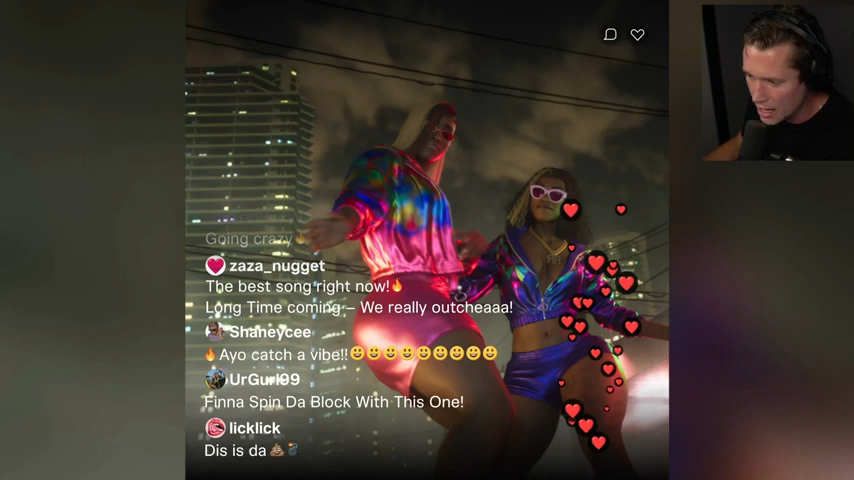 Going crazy
zaza_nugget
The best song right now!🔥
Long Time coming – We really outcheaaa!
Shaneycee
🔥Ayo catch a vibe!!😀😀😀😀😀😀😀😀😀
UrGurl99
Finna Spin Da Block With This One!
licklick
Dis is da💩💣